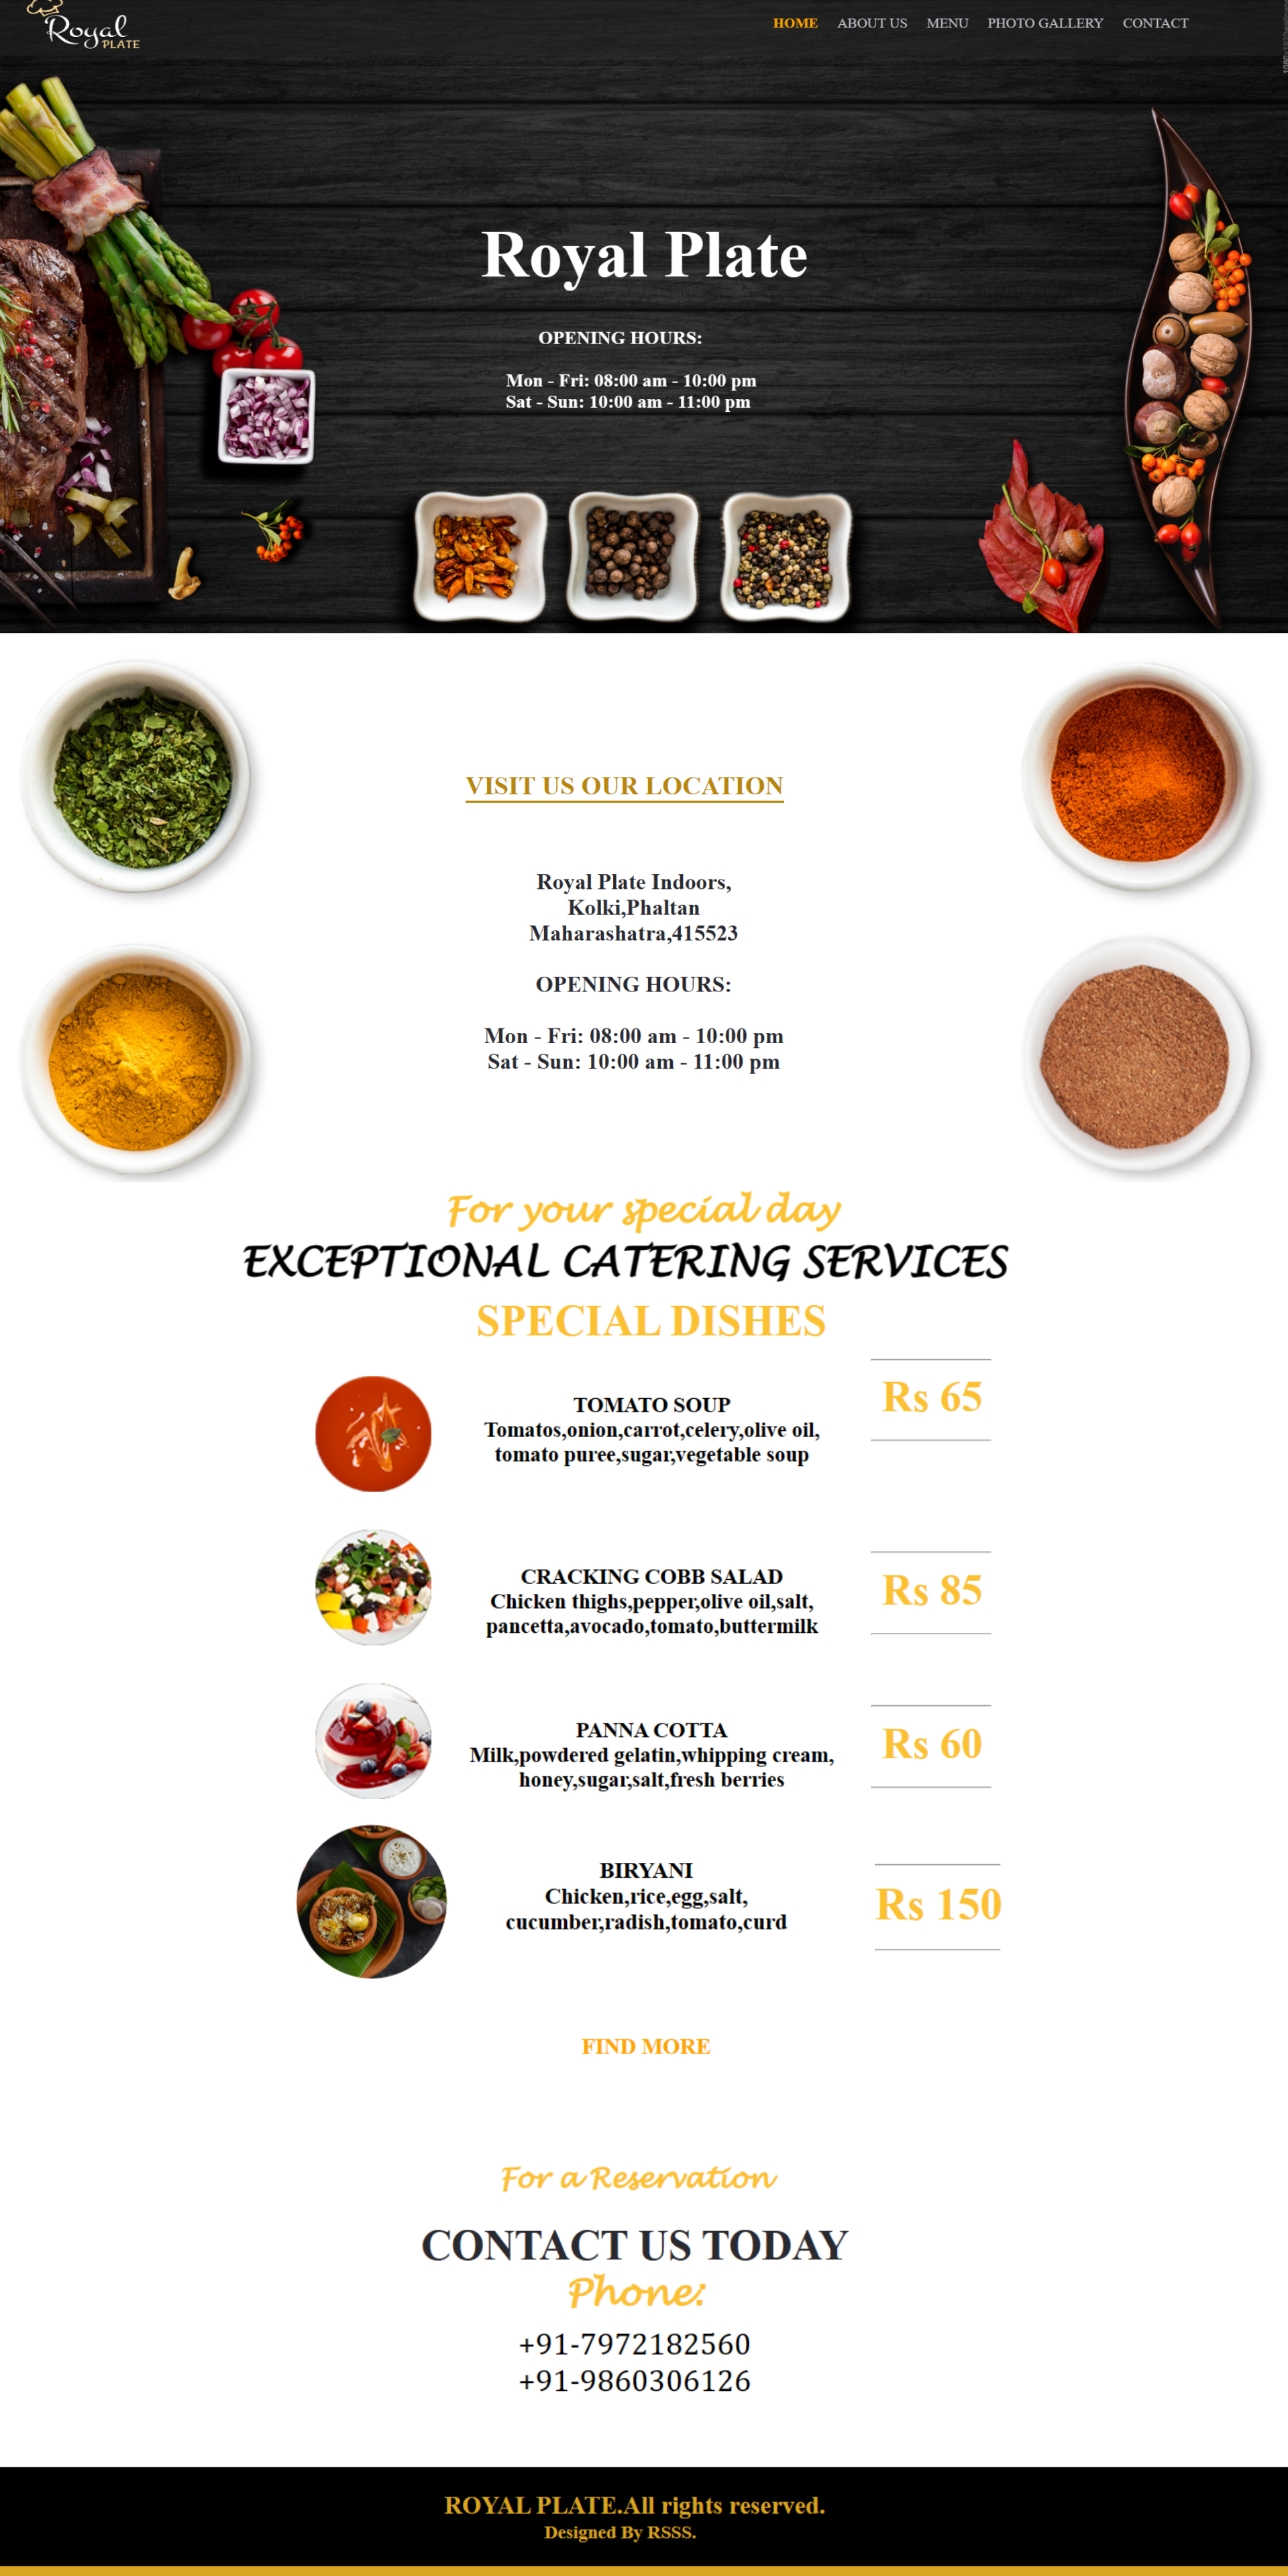 Royal
PLATE
HOME ABOUT US MENU PHOTO GALLERY CONTACT
Royal Plate
OPENING HOURS:
Mon - Fri: 08:00 am - 10:00 pm
Sat - Sun: 10:00 am - 11:00 pm
VISIT US OUR LOCATION
Royal Plate Indoors,
Kolki,Phaltan
Maharashatra,415523
OPENING HOURS:
Mon - Fri: 08:00 am - 10:00 pm
Sat - Sun: 10:00 am - 11:00 pm
For your special day
EXCEPTIONAL CATERING SERVICES
SPECIAL DISHES
TOMATO SOUP
Tomatos,onion,carrot,celery,olive oil,
tomato puree,sugar,vegetable soup
Rs 65
CRACKING COBB SALAD
Chicken thighs,pepper,olive oil,salt,
pancetta,avocado,tomato,buttermilk
Rs 85
PANNA COTTA
Milk,powdered gelatin,whipping cream,
honey,sugar,salt,fresh berries
Rs 60
BIRYANI
Chicken,rice,egg,salt,
cucumber,radish,tomato,curd
Rs 150
FIND MORE
For a Reservation
CONTACT US TODAY
Phone:
+91-7972182560
+91-9860306126
ROYAL PLATE.All rights reserved.
Designed By RSSS.